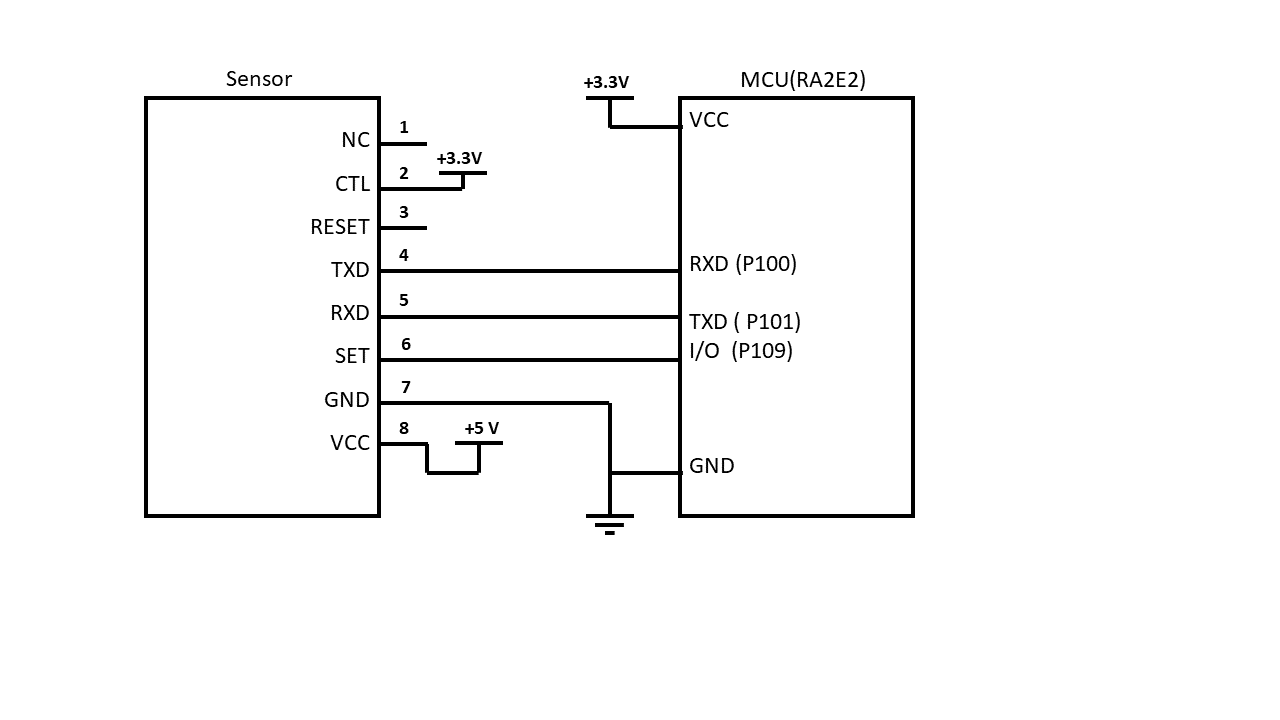 Sensor
NC 1
CTL 2
+3.3V
RESET 3
TXD 4
RXD 5
SET 6
GND 7
VCC 8
+5 V
+3.3V
MCU(RA2E2)
VCC
RXD (P100)
TXD ( P101)
I/O (P109)
GND